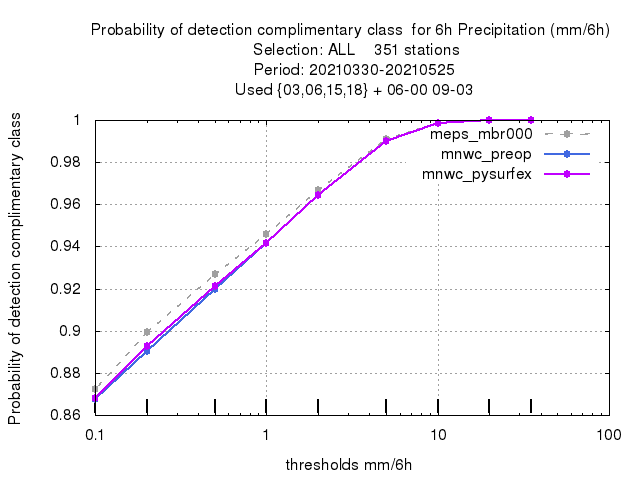 Probability of detection complimentary class  for 6h Precipitation (mm/6h)
Selection: ALL    351 stations
Period: 20210330-20210525
Used {03,06,15,18} + 06-00 09-03
Probability of detection complimentary class
1
0.98
0.96
0.94
0.92
0.9
0.88
0.86
meps_mbr000
mnwc_preop
mnwc_pysurfex
0.1 1 10 100
thresholds mm/6h